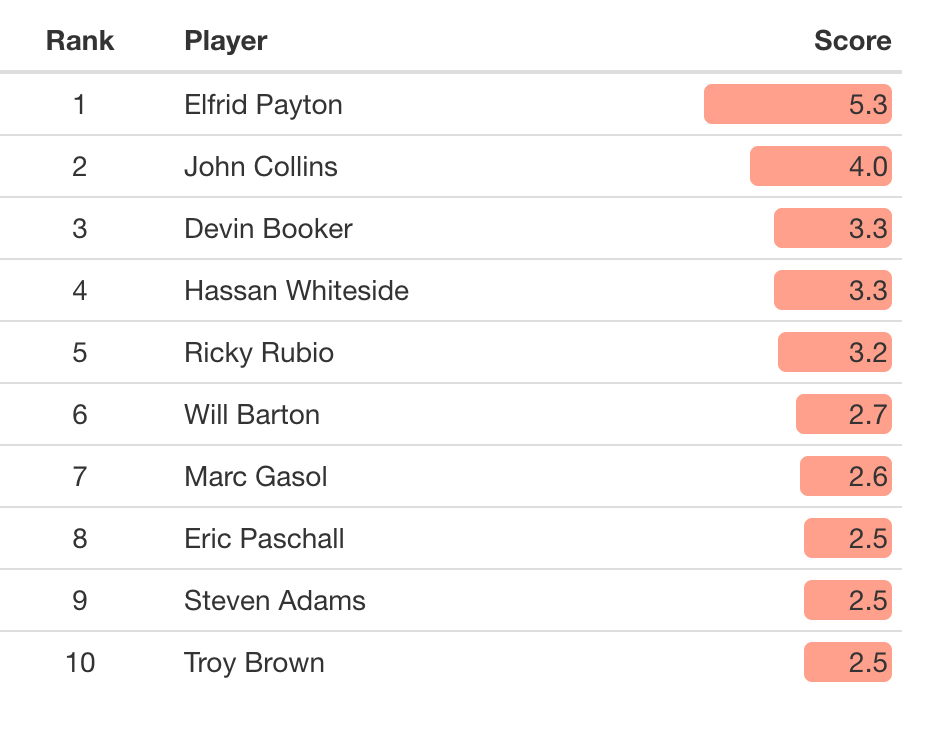 Rank Player Score
1 Elfrid Payton 5.3
2 John Collins 4.0
3 Devin Booker 3.3
4 Hassan Whiteside 3.3
5 Ricky Rubio 3.2
6 Will Barton 2.7
7 Marc Gasol 2.6
8 Eric Paschall 2.5
9 Steven Adams 2.5
10 Troy Brown 2.5